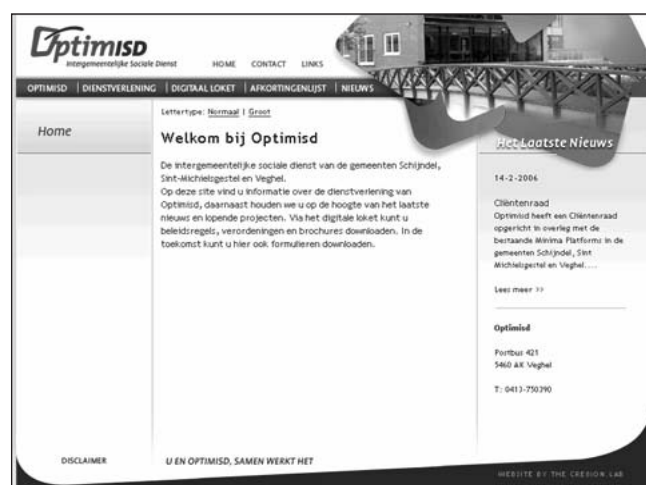 Optimisd
Intergemeentelijke Sociale Dienst
HOME CONTACT LINKS
OPTIMISD | DIENSTVERLENING | DIGITAAL LOKET | AFKORTINGENLIJST | NIEUWS
Home
Lettertype: Normaal | Groot
Welkom bij Optimisd
De intergemeentelijke sociale dienst van de gemeenten Schijndel,
Sint-Michielsgestel en Veghel.
Op deze site vind u informatie over de dienstverlening van
Optimisd, daarnaast houden we u op de hoogte van het laatste
nieuws en lopende projecten. Via het digitale loket kunt u
beleidsregels, verordeningen en brochures downloaden. In de
toekomst kunt u hier ook formulieren downloaden.
Het Laatste Nieuws
14-2-2006
Cliëntenraad
Optimisd heeft een Cliëntenraad
opgericht in overleg met de
bestaande Minima Platforms in de
gemeenten Schijndel, Sint
Michielsgestel en Veghel....
Lees meer >>
Optimisd
Postbus 421
5460 AK Veghel
T: 0413-750390
DISCLAIMER
U EN OPTIMISD, SAMEN WERKT HET
WEBSITE BY THE CRESION LAB